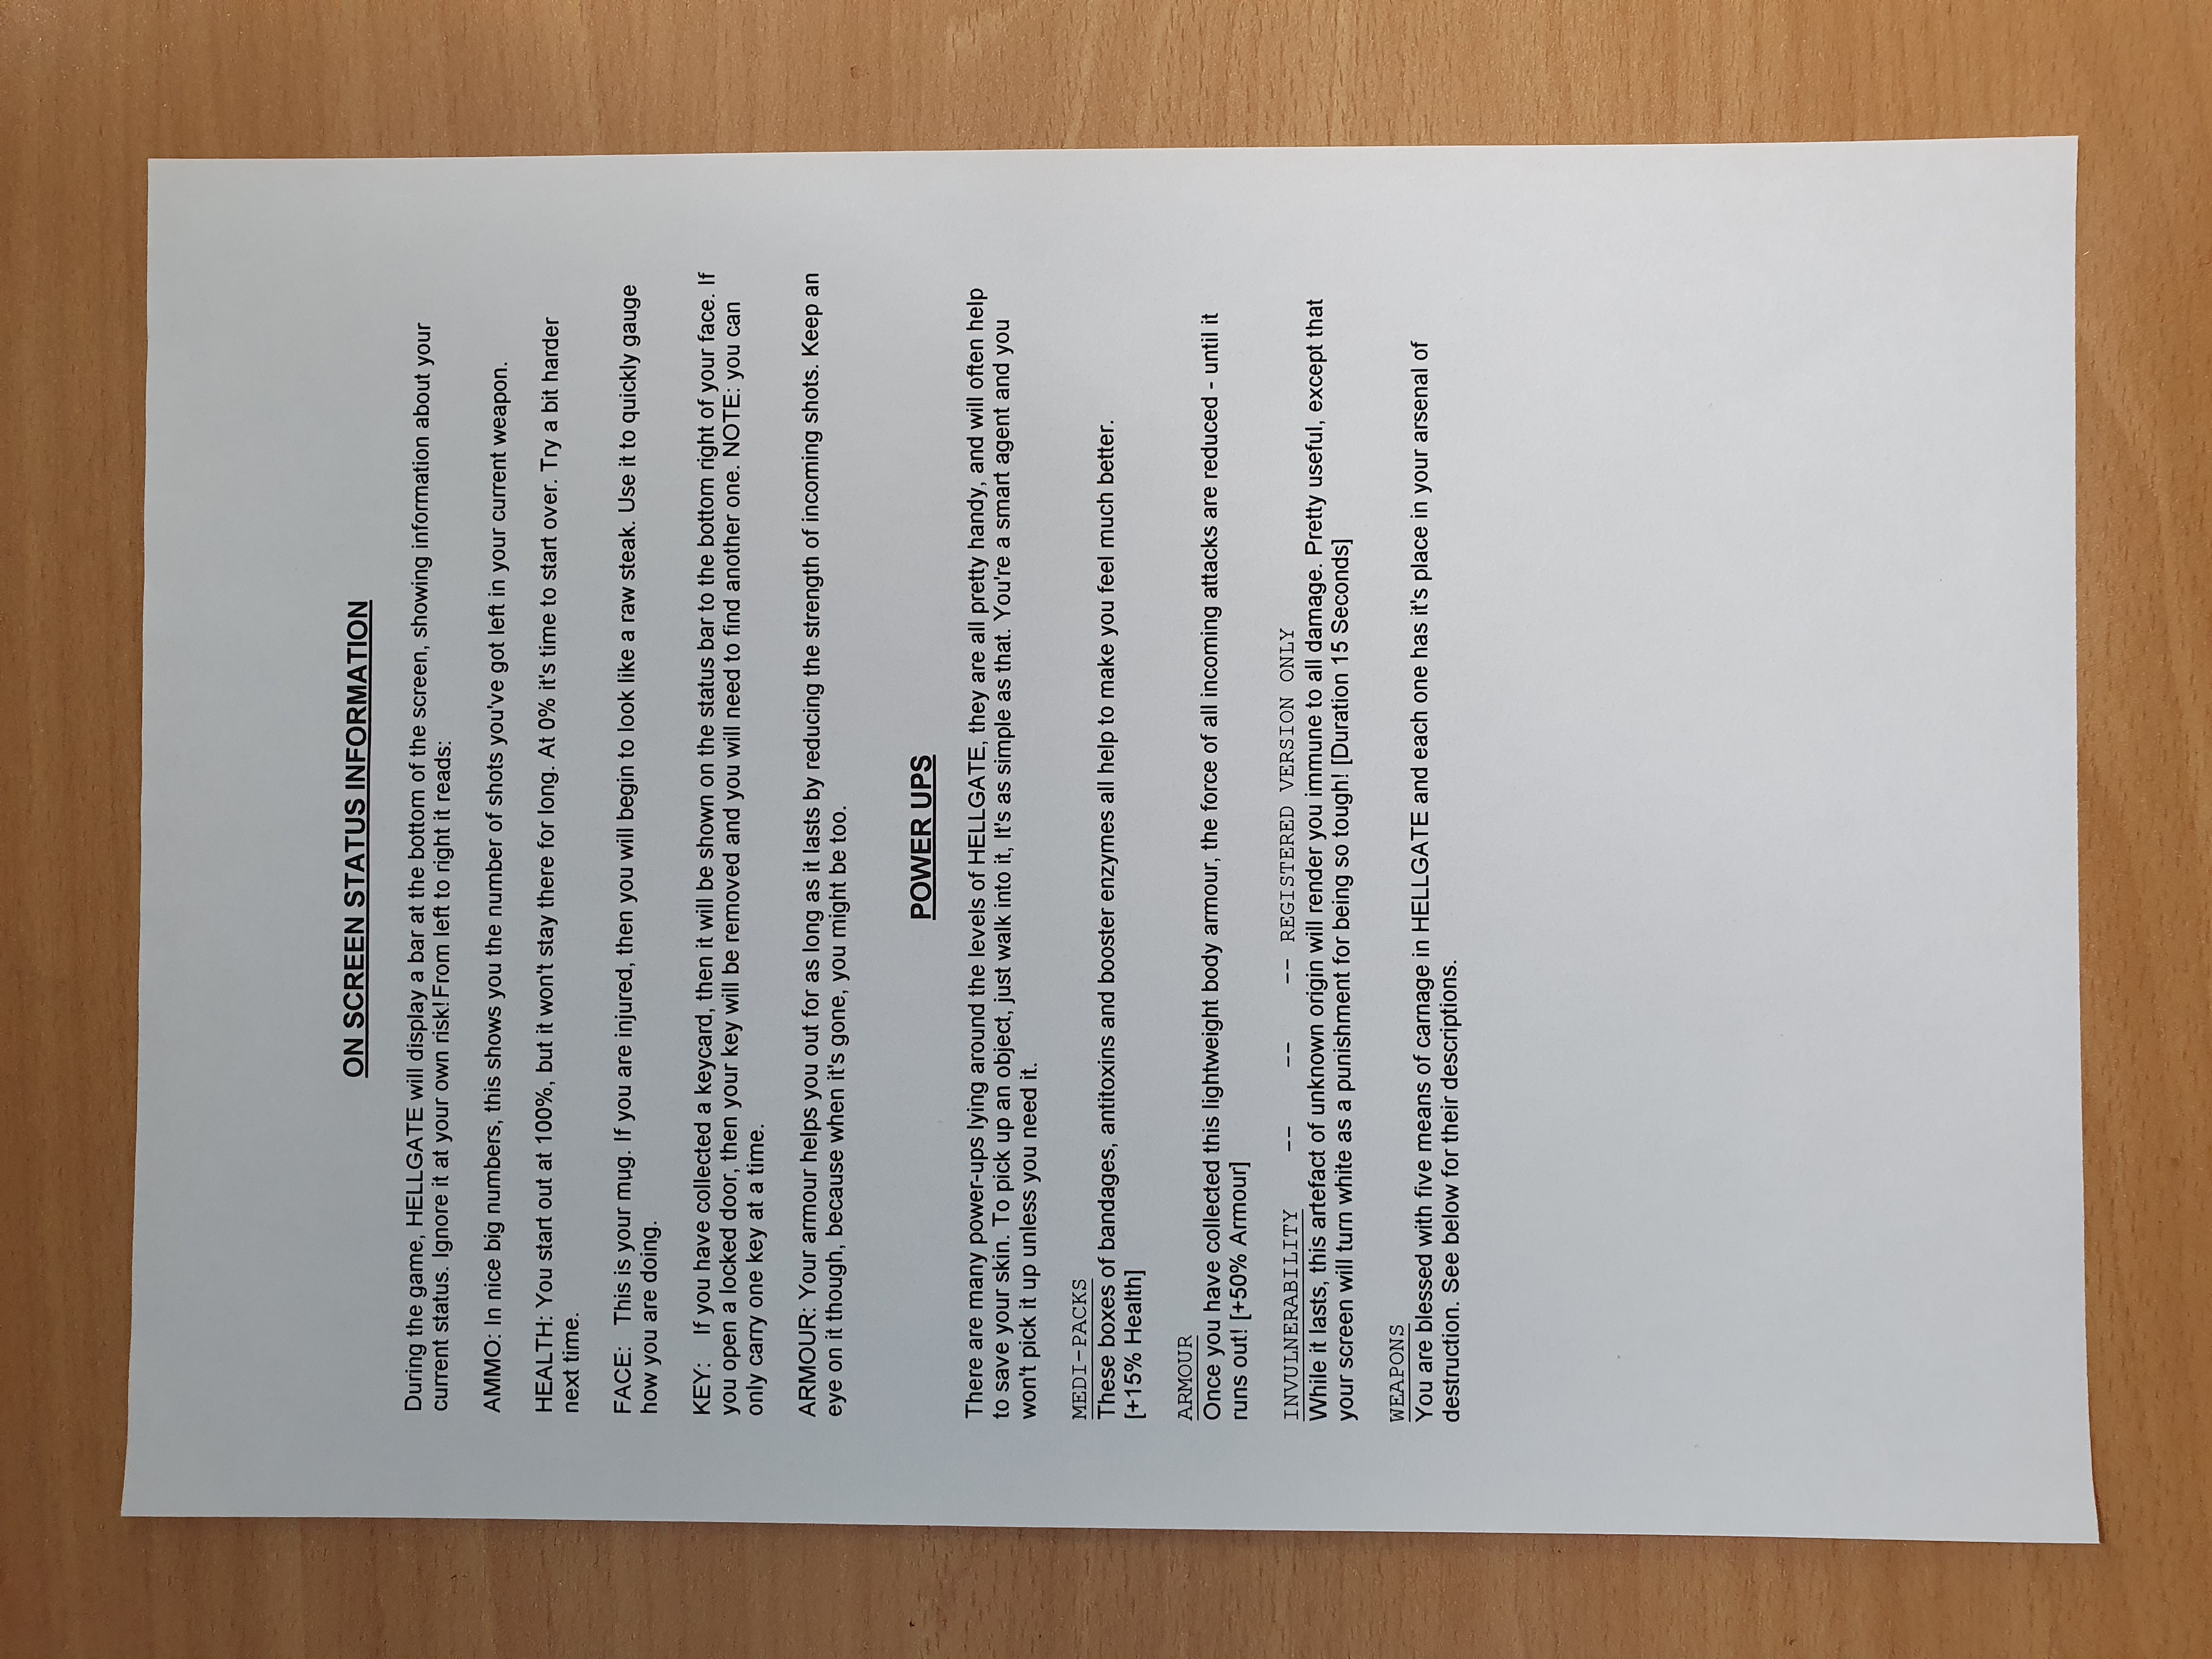 ON SCREEN STATUS INFORMATION
During the game, HELLGATE will display a bar at the bottom of the screen, showing information about your
current status. Ignore it at your own risk! From left to right it reads:
AMMO: In nice big numbers, this shows you the number of shots you've got left in your current weapon.
HEALTH: You start out at 100%, but it won't stay there for long. At 0% it's time to start over. Try a bit harder
next time.
FACE: This is your mug. If you are injured, then you will begin to look like a raw steak. Use it to quickly gauge
how you are doing.
KEY: If you have collected a keycard, then it will be shown on the status bar to the bottom right of your face. If
you open a locked door, then your key will be removed and you will need to find another one. NOTE: you can
only carry one key at a time.
ARMOUR: Your armour helps you out for as long as it lasts by reducing the strength of incoming shots. Keep an
eye on it though, because when it's gone, you might be too.
POWER UPS
There are many power-ups lying around the levels of HELLGATE, they are all pretty handy, and will often help
to save your skin. To pick up an object, just walk into it, It's as simple as that. You're a smart agent and you
won't pick it up unless you need it.
MEDI-PACKS
These boxes of bandages, antitoxins and booster enzymes all help to make you feel much better.
[+15% Health]
ARMOUR
Once you have collected this lightweight body armour, the force of all incoming attacks are reduced - until it
runs out! [+50% Armour]
INVULNERABILITY -- -- -- REGISTERED VERSION ONLY
While it lasts, this artefact of unknown origin will render you immune to all damage. Pretty useful, except that
your screen will turn white as a punishment for being so tough! [Duration 15 Seconds]
WEAPONS
You are blessed with five means of carnage in HELLGATE and each one has it's place in your arsenal of
destruction. See below for their descriptions.